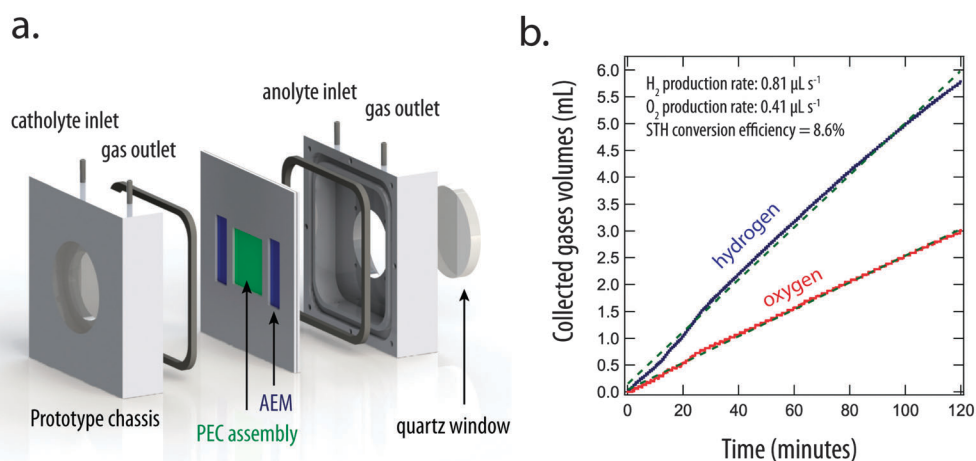 a.
catholyte inlet
gas outlet
anolyte inlet
gas outlet
Prototype chassis
AEM
PEC assembly
quartz window
b.
H₂ production rate: 0.81 µL s⁻¹
O₂ production rate: 0.41 µL s⁻¹
STH conversion efficiency = 8.6%
Collected gases volumes (mL)
6.0
5.5
5.0
4.5
4.0
3.5
3.0
2.5
2.0
1.5
1.0
0.5
0.0
hydrogen
oxygen
0 20 40 60 80 100 120
Time (minutes)